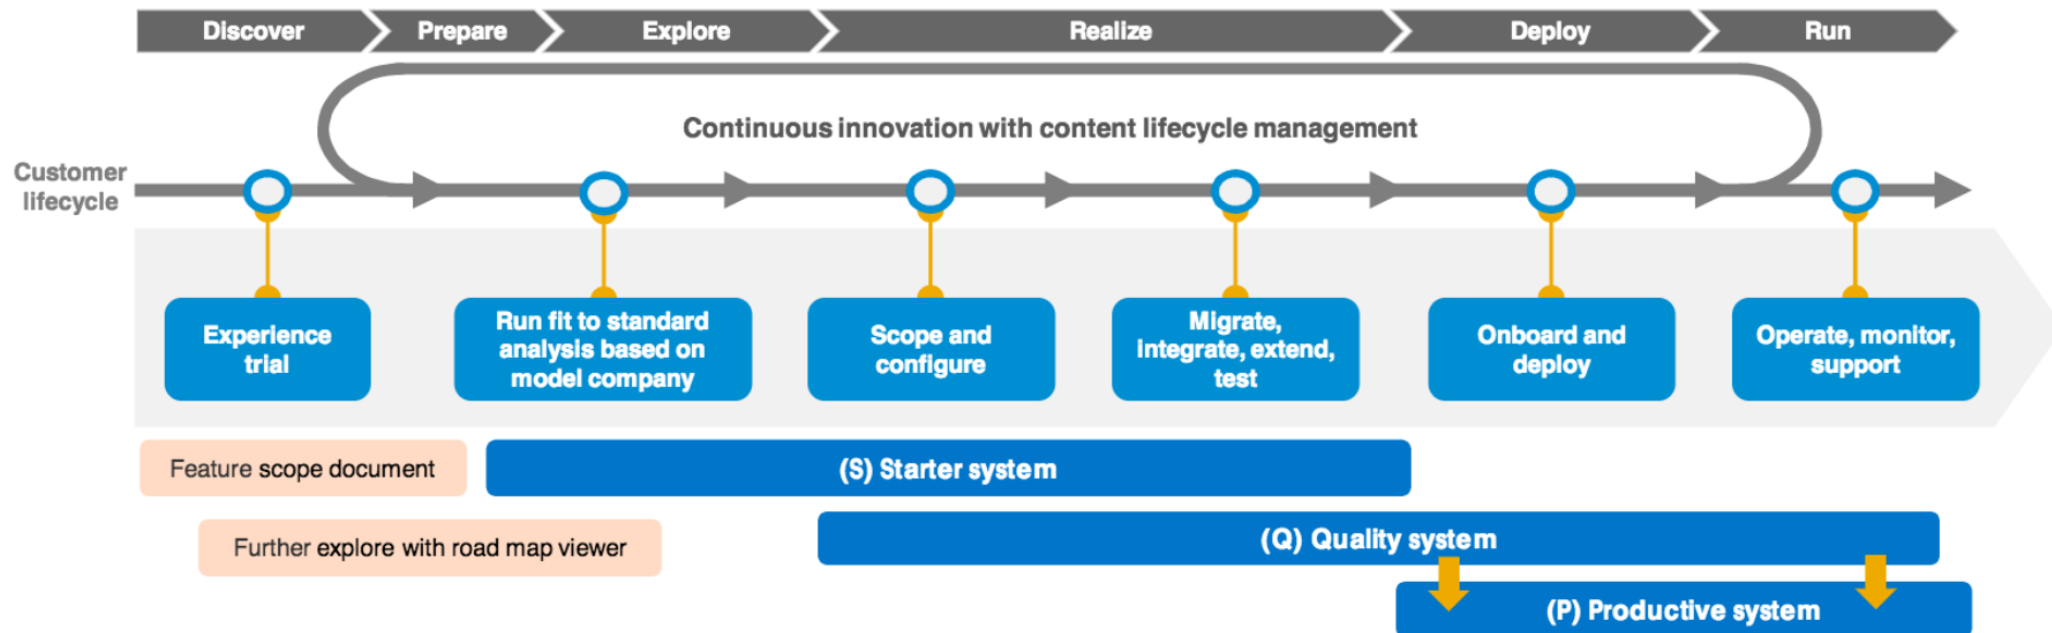 Discover
Prepare
Explore
Realize
Deploy
Run
Continuous innovation with content lifecycle management
Customer
lifecycle
Experience
trial
Run fit to standard
analysis based on
model company
Scope and
configure
Migrate,
integrate, extend,
test
Onboard and
deploy
Operate, monitor,
support
Feature scope document
(S) Starter system
Further explore with road map viewer
(Q) Quality system
(P) Productive system